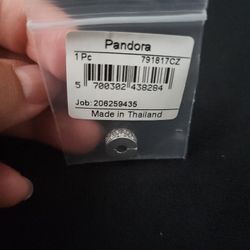 Pandora
1 Pc 791817CZ
5 700302 438284
Job: 206259435
Made in Thailand